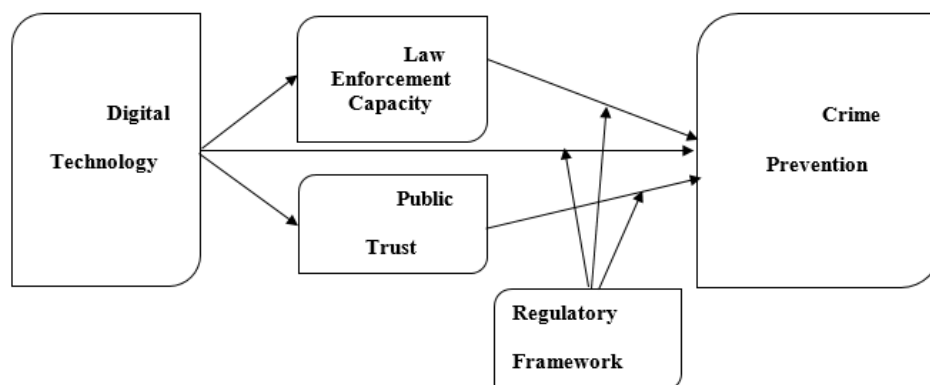 Digital
Technology
Law
Enforcement
Capacity
Public
Trust
Regulatory
Framework
Crime
Prevention